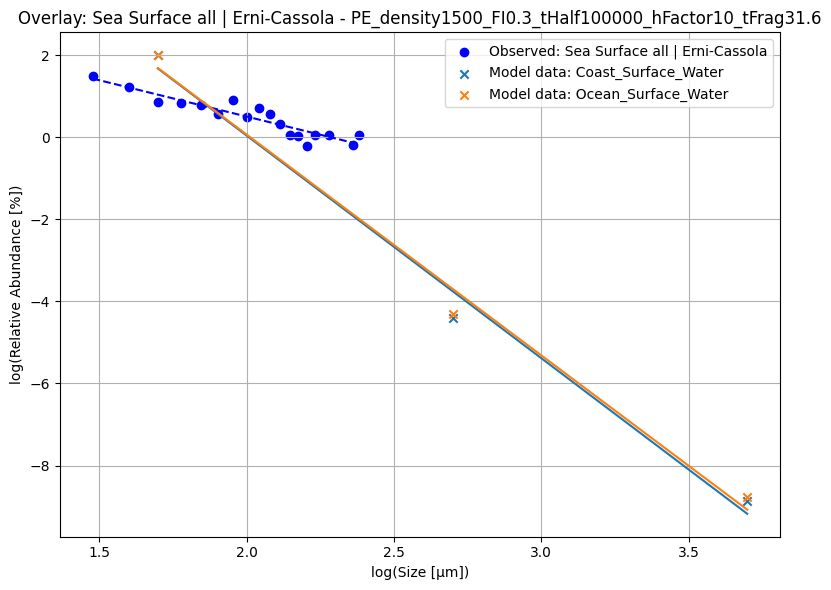 Overlay: Sea Surface all | Erni-Cassola - PE_density1500_FI0.3_tHalf100000_hFactor10_tFrag31.6
Observed: Sea Surface all | Erni-Cassola
Model data: Coast_Surface_Water
Model data: Ocean_Surface_Water
log(Relative Abundance [%])
2
0
−2
−4
−6
−8
1.5
2.0
2.5
3.0
3.5
log(Size [µm])